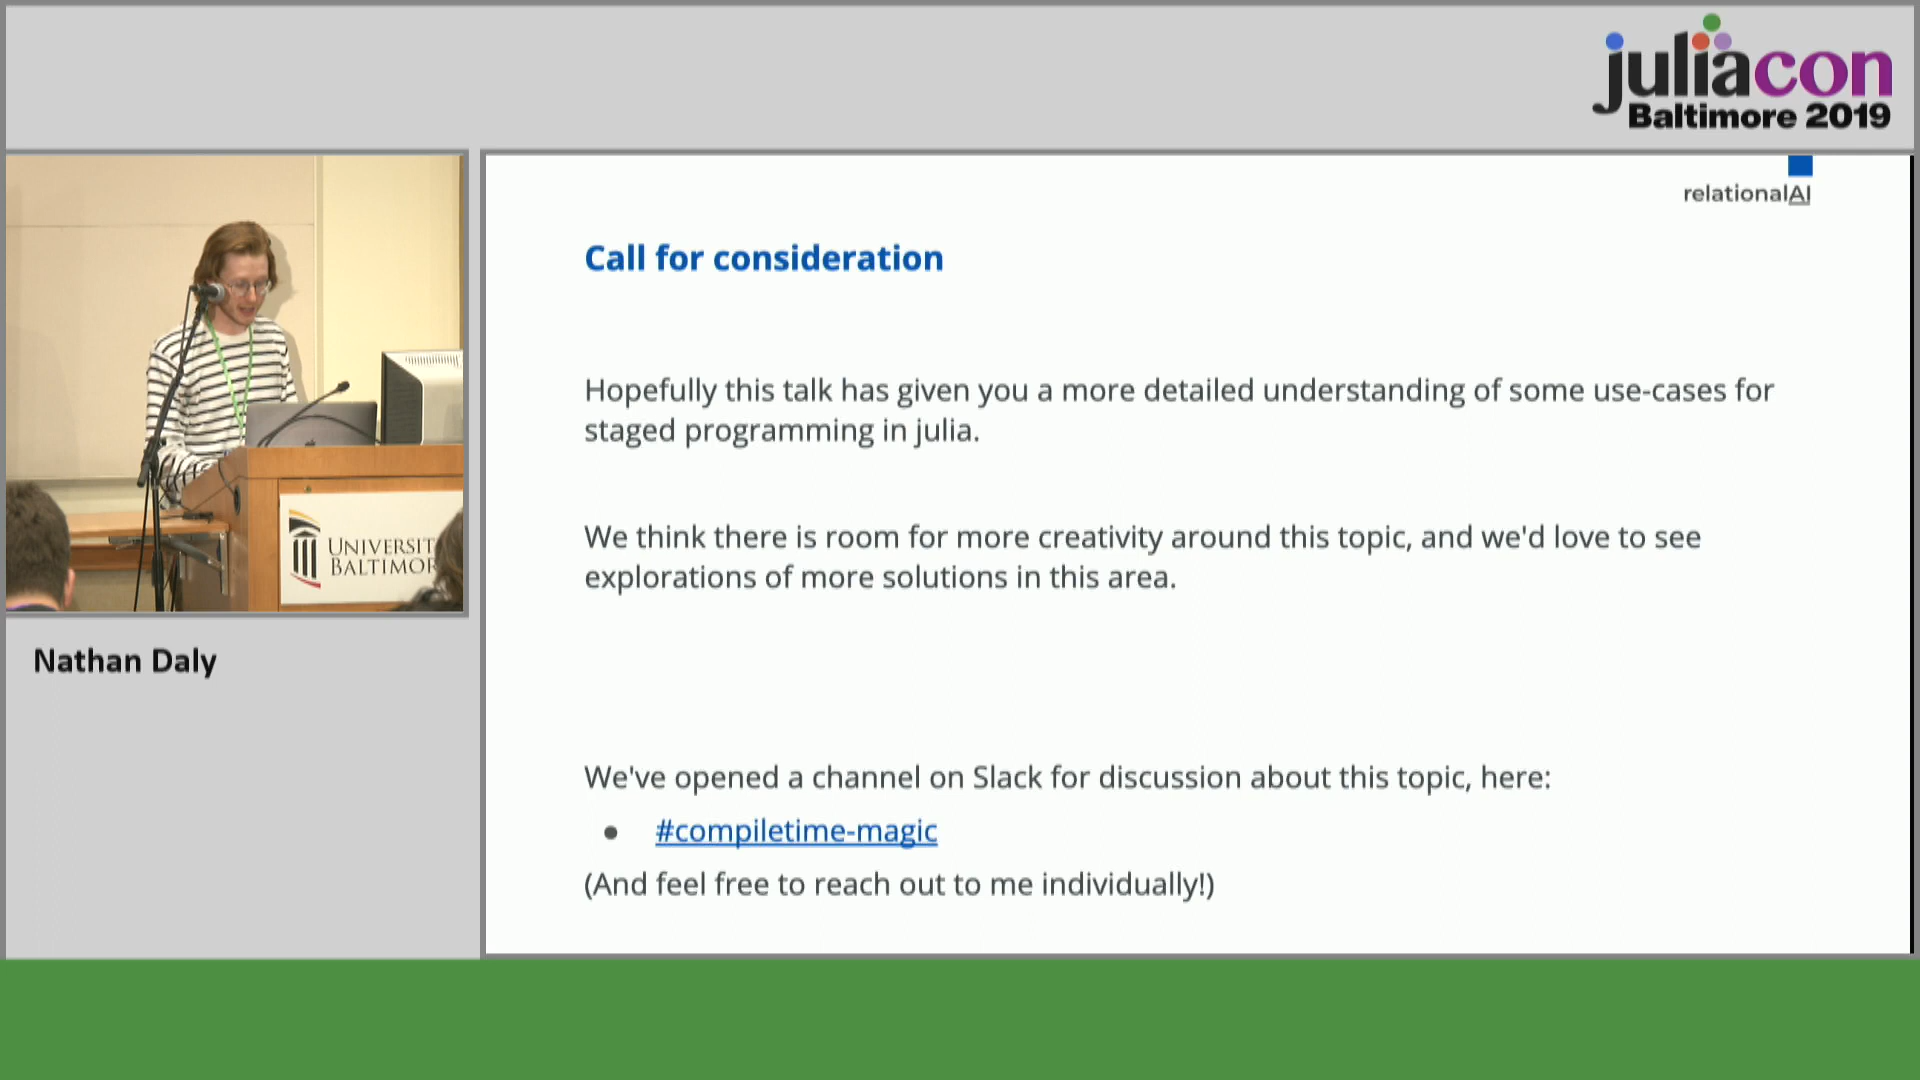 juliacon
Baltimore 2019
relationalAI
Call for consideration
Hopefully this talk has given you a more detailed understanding of some use-cases for
staged programming in julia.
We think there is room for more creativity around this topic, and we'd love to see
explorations of more solutions in this area.
We've opened a channel on Slack for discussion about this topic, here:
● #compiletime-magic
(And feel free to reach out to me individually!)
UNIVERSIT
BALTIMOR
Nathan Daly